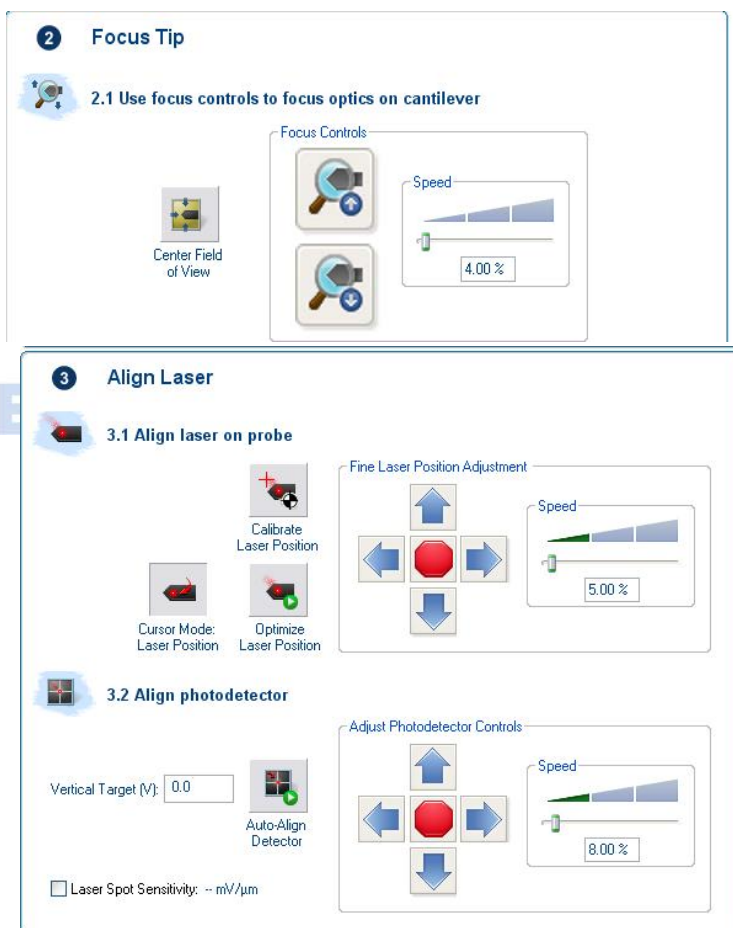 2 Focus Tip
2.1 Use focus controls to focus optics on cantilever
Focus Controls
Speed
Center Field
of View
4.00 %
3 Align Laser
3.1 Align laser on probe
Fine Laser Position Adjustment
Speed
Calibrate
Laser Position
5.00 %
Cursor Mode:
Laser Position
Optimize
Laser Position
3.2 Align photodetector
Adjust Photodetector Controls
Speed
Vertical Target (V): 0.0
Auto-Align
Detector
8.00 %
Laser Spot Sensitivity: -- mV/µm